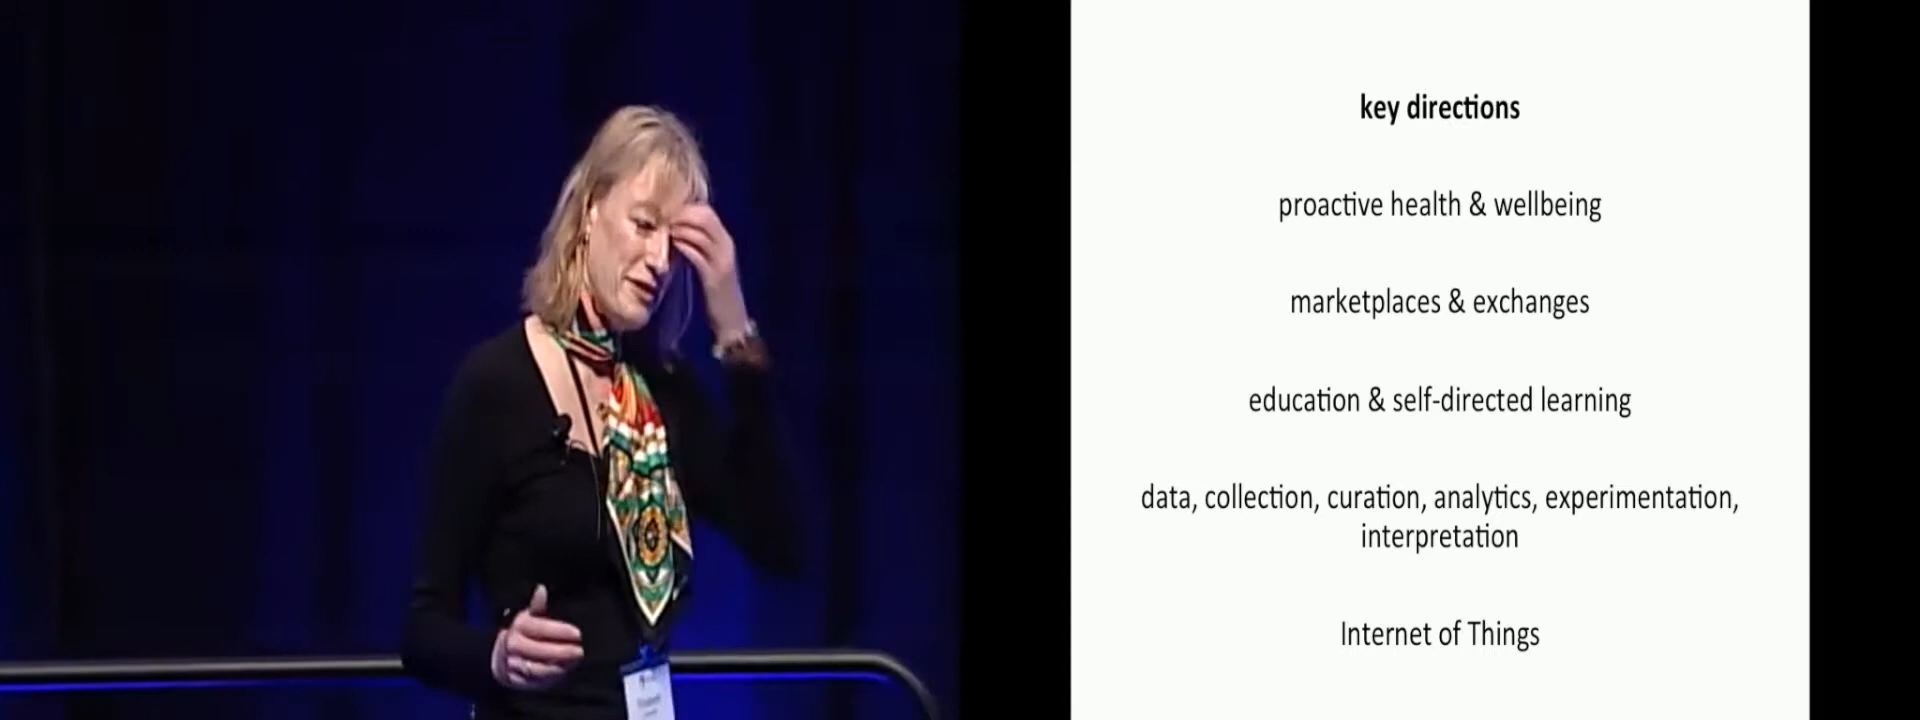 key directions
proactive health & wellbeing
marketplaces & exchanges
education & self-directed learning
data, collection, curation, analytics, experimentation,
interpretation
Internet of Things